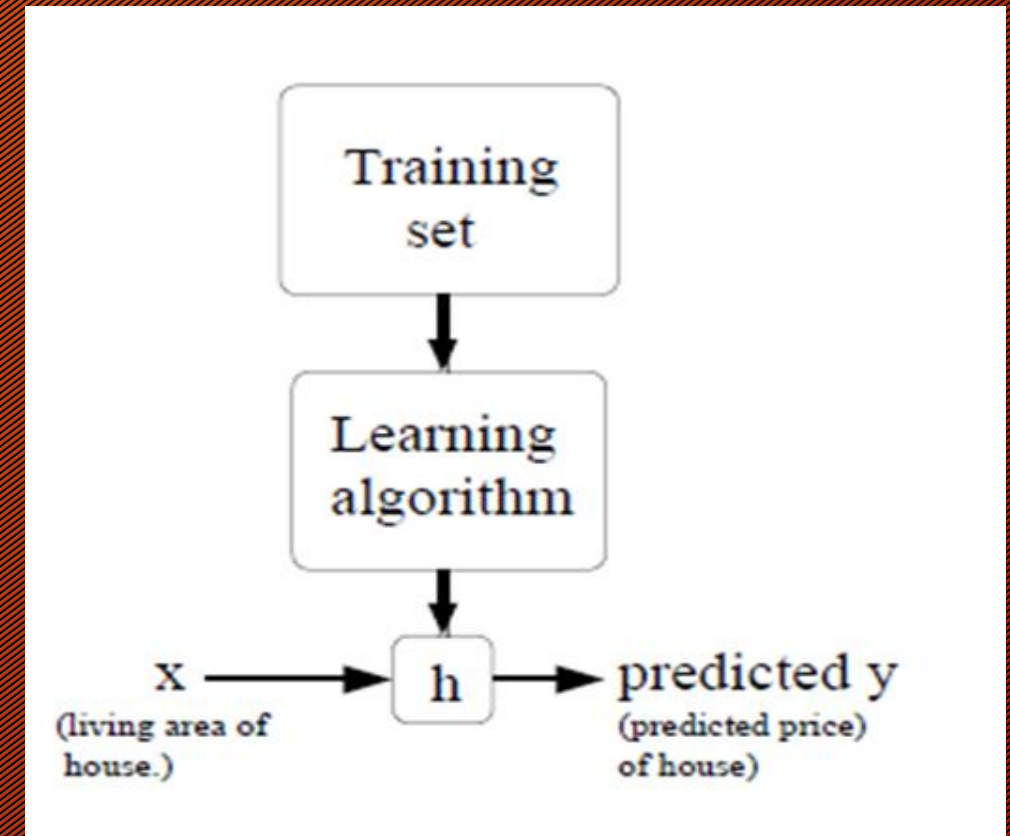 Training
set
Learning
algorithm
x
h
predicted y
(living area of
house.)
(predicted price)
of house)